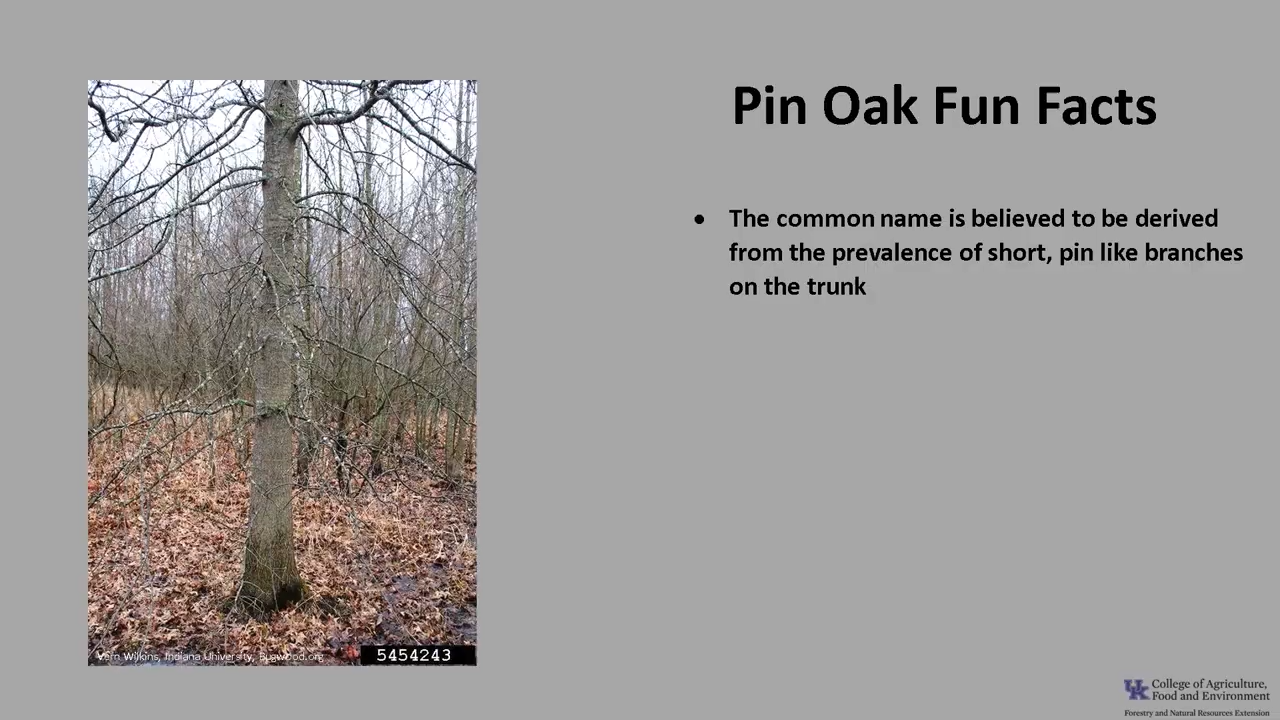 Pin Oak Fun Facts
• The common name is believed to be derived
from the prevalence of short, pin like branches
on the trunk
Vern Wilkins, Indiana University, Bugwood.org
5454243
UK College of Agriculture,
Food and Environment
Forestry and Natural Resources Extension